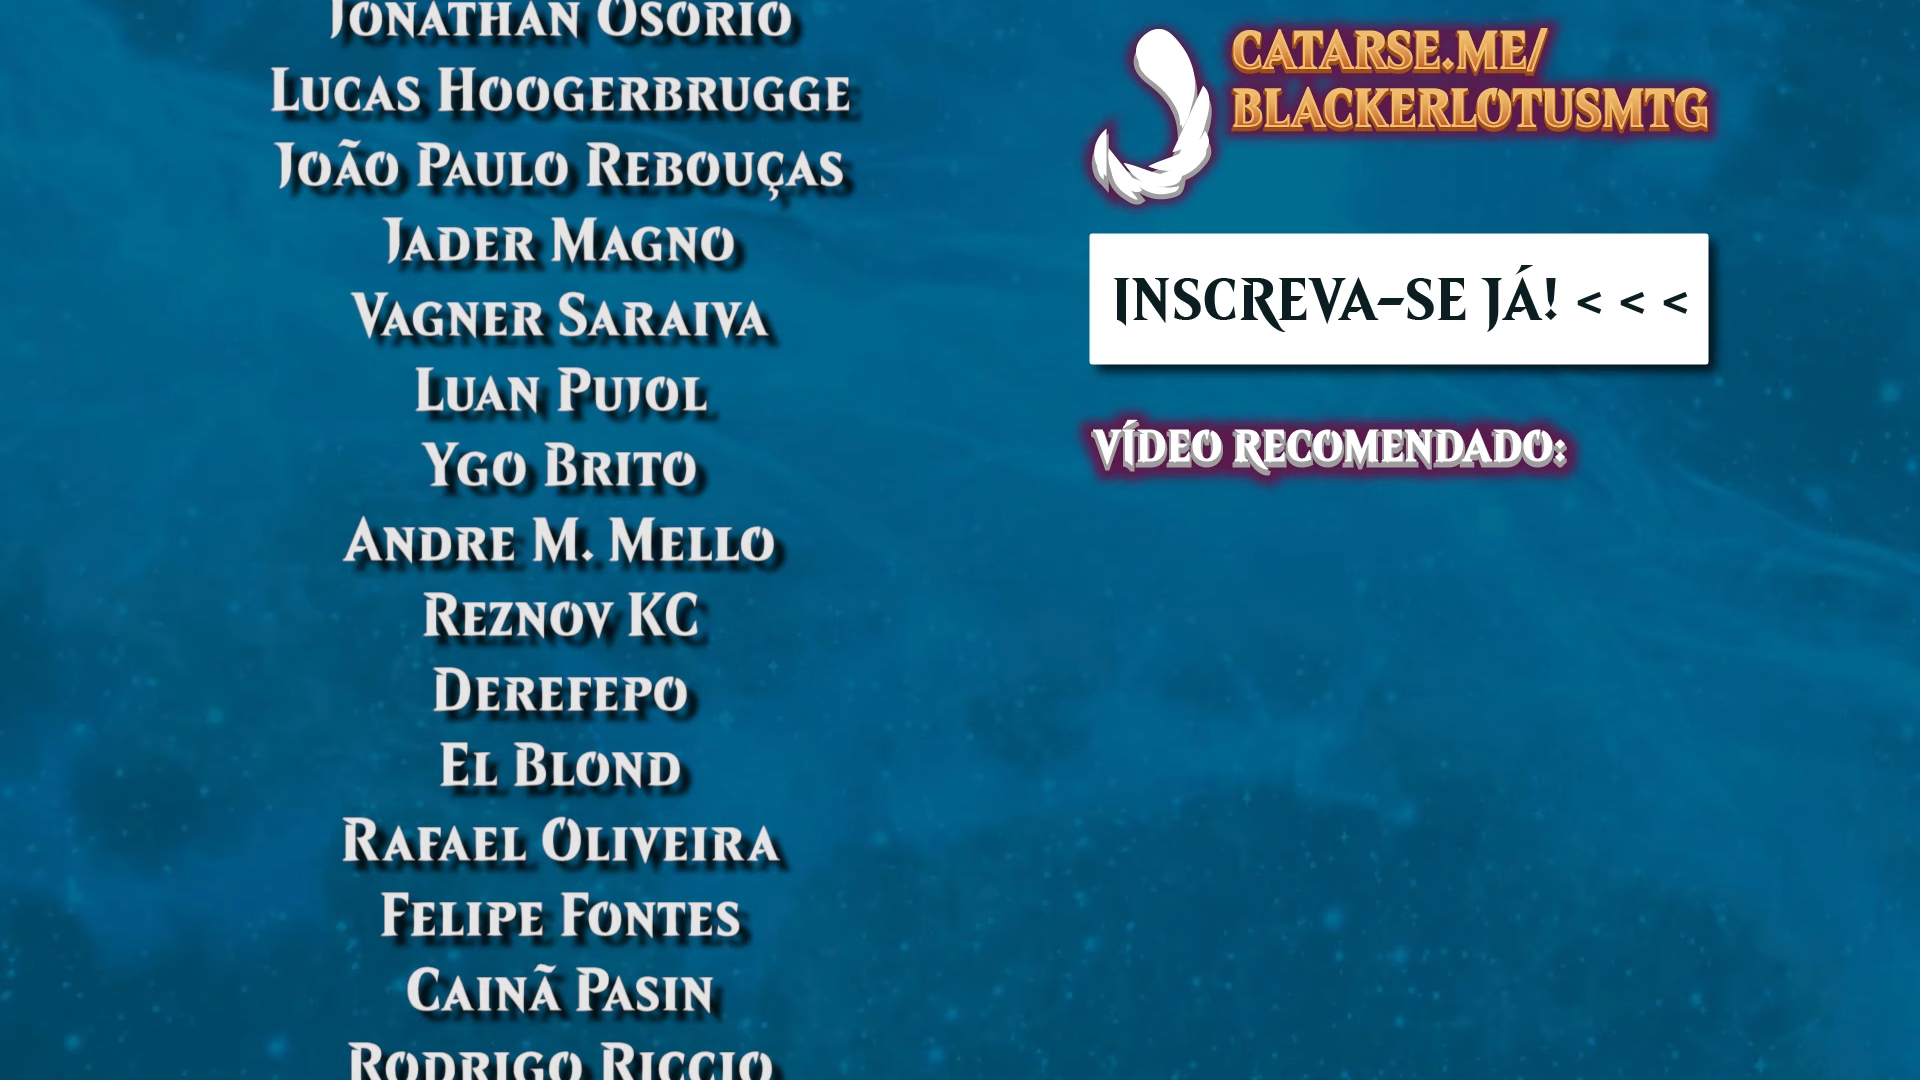 Jonathan Osorio
Lucas Hoogerbrugge
João Paulo Rebouças
Jader Magno
Vagner Saraiva
Luan Pujol
Ygo Brito
Andre M. Mello
Reznov KC
Derefepo
El Blond
Rafael Oliveira
Felipe Fontes
Cainã Pasin
Rodrigo Riccio
CATARSE.ME/
BLACKERLOTUSMTG
INSCREVA-SE JÁ! < < <
VÍDEO RECOMENDADO: